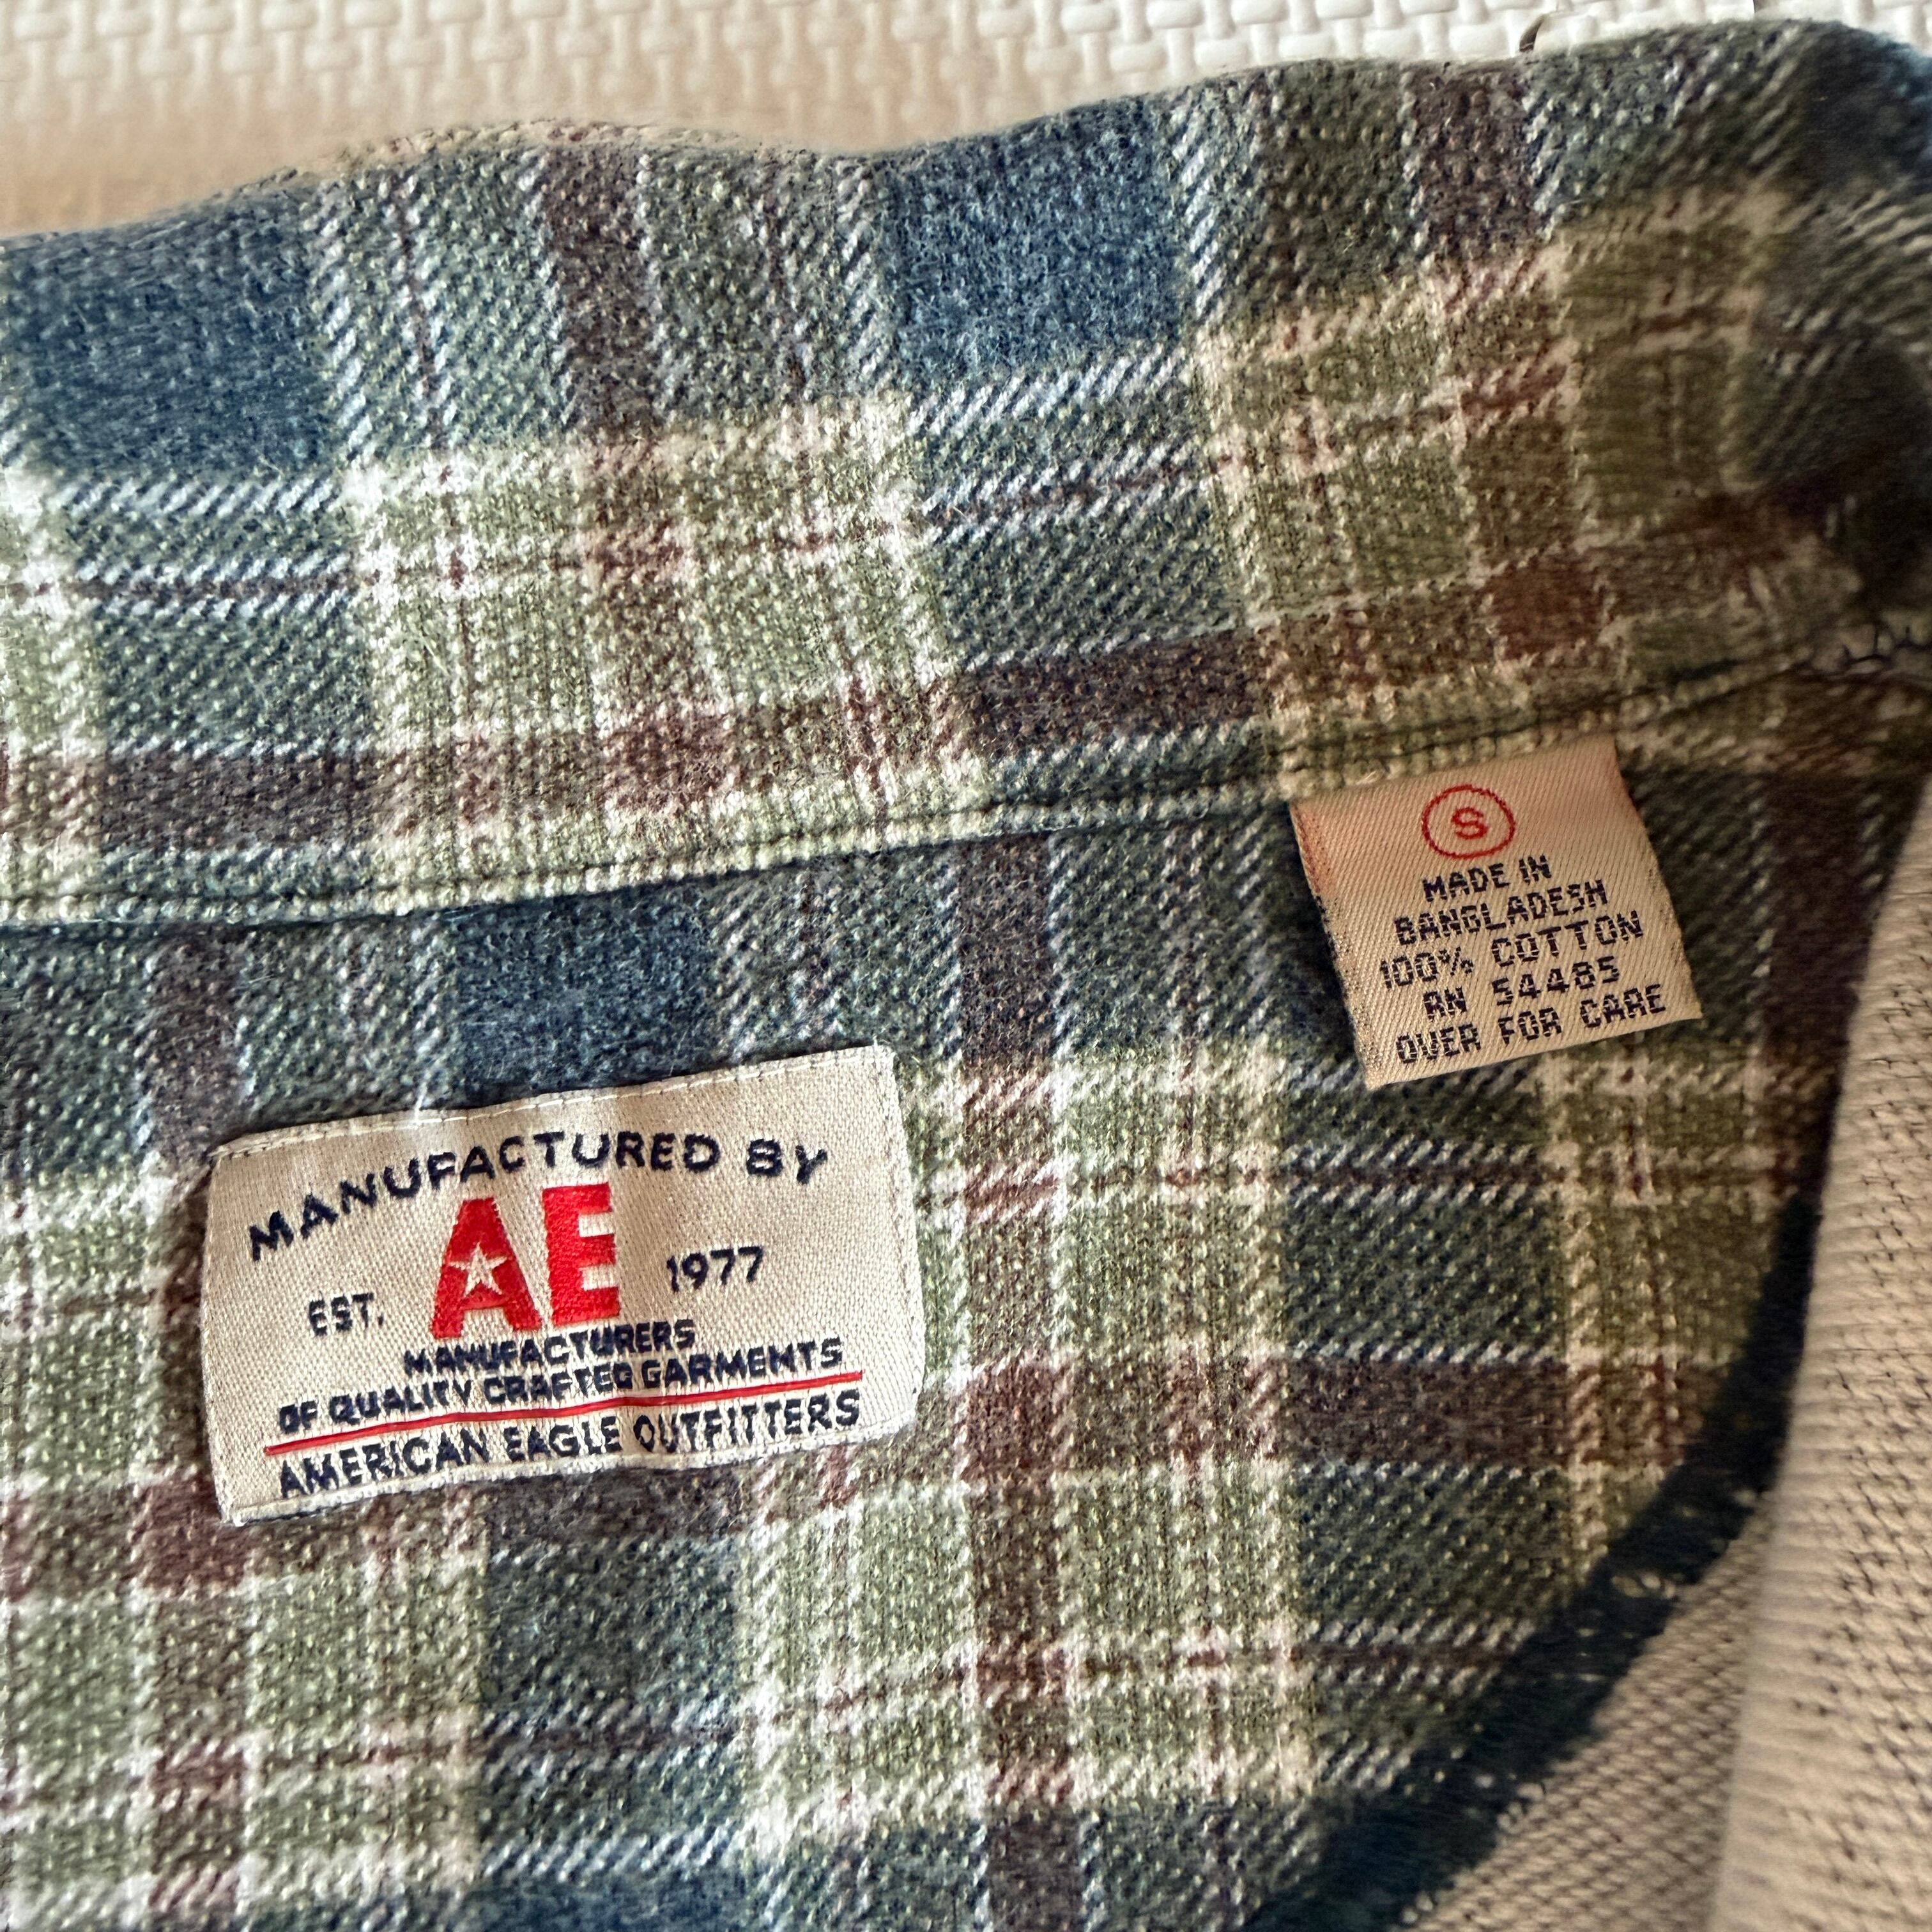 S
MADE IN
BANGLADESH
100% COTTON
RN 54485
OVER FOR CARE
MANUFACTURED BY
AE
EST. 1977
MANUFACTURERS
OF QUALITY CRAFTED GARMENTS
AMERICAN EAGLE OUTFITTERS